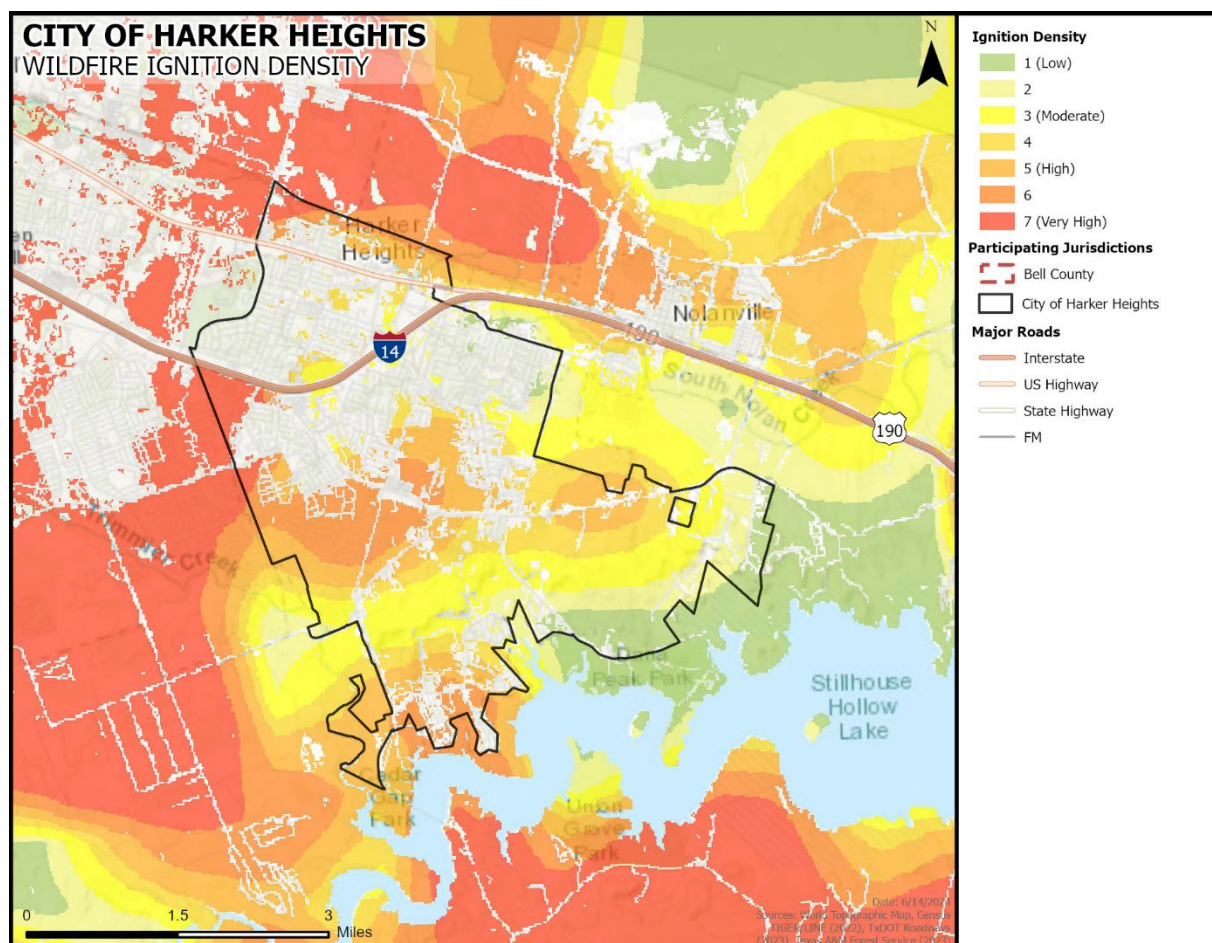 CITY OF HARKER HEIGHTS
WILDFIRE IGNITION DENSITY
N
Harker
Heights
14
Nolanville
190
South Nolan Creek
190
Trimmier Creek
Peak Park
Stillhouse
Hollow
Lake
Cedar
Gap
Park
Union
Grove
Park
0 1.5 3
Miles
Date: 6/14/2024
Sources: World Topographic Map, Census
TIGER/LINE (2022), TxDOT Roadways
(2023), Texas A&M Forest Service (2023)
Ignition Density
1 (Low)
2
3 (Moderate)
4
5 (High)
6
7 (Very High)
Participating Jurisdictions
Bell County
City of Harker Heights
Major Roads
Interstate
US Highway
State Highway
FM